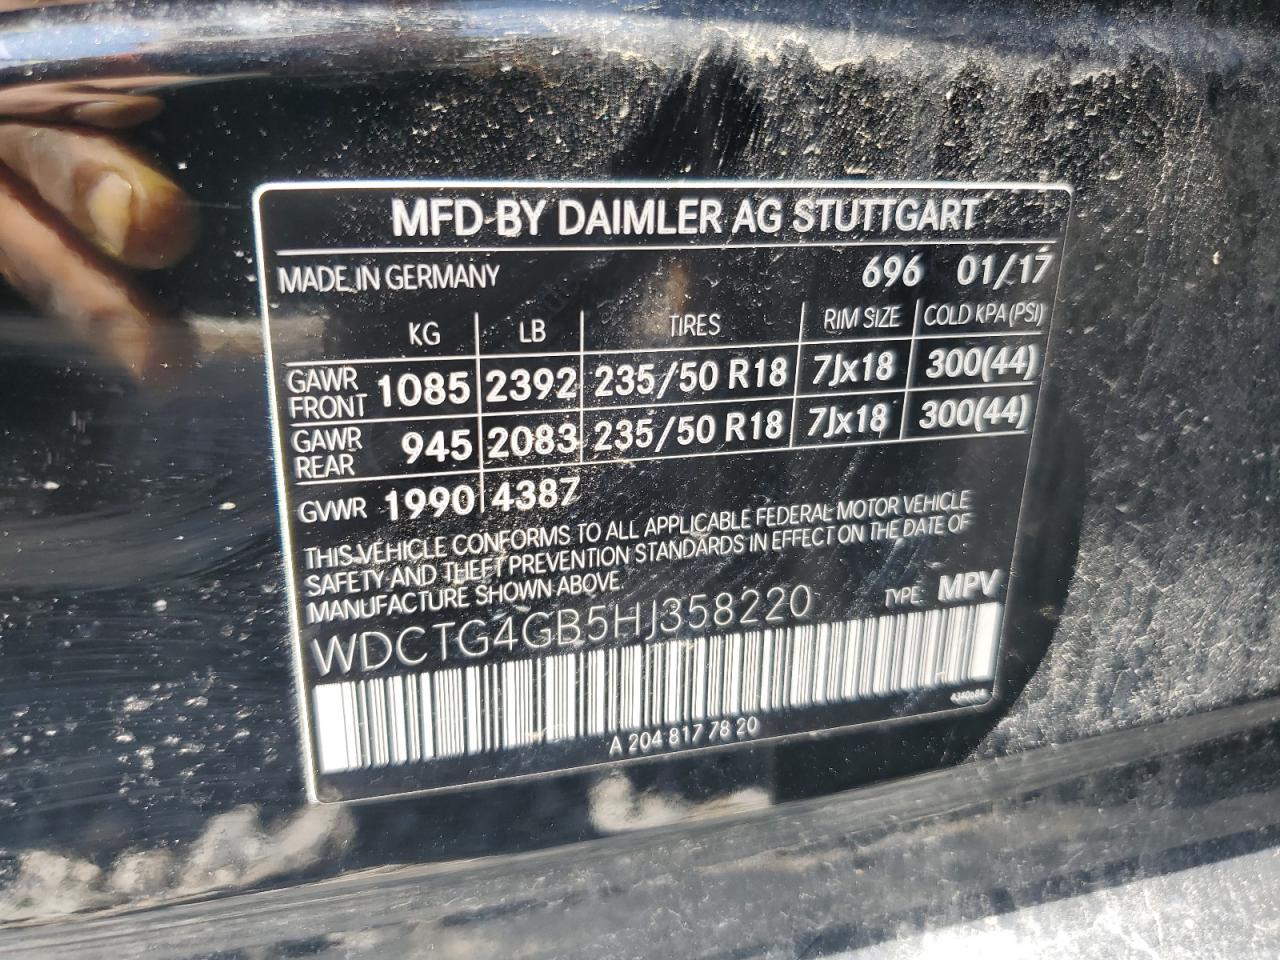 MFD BY DAIMLER AG STUTTGART
MADE IN GERMANY 696 01/17
KG LB TIRES RIM SIZE COLD KPA (PSI)
GAWR FRONT 1085 2392 235/50 R18 7Jx18 300(44)
GAWR REAR 945 2083 235/50 R18 7Jx18 300(44)
GVWR 1990 4387
THIS VEHICLE CONFORMS TO ALL APPLICABLE FEDERAL MOTOR VEHICLE
SAFETY AND THEFT PREVENTION STANDARDS IN EFFECT ON THE DATE OF
MANUFACTURE SHOWN ABOVE.
TYPE: MPV
WDCTG4GB5HJ358220
A 204 817 78 20